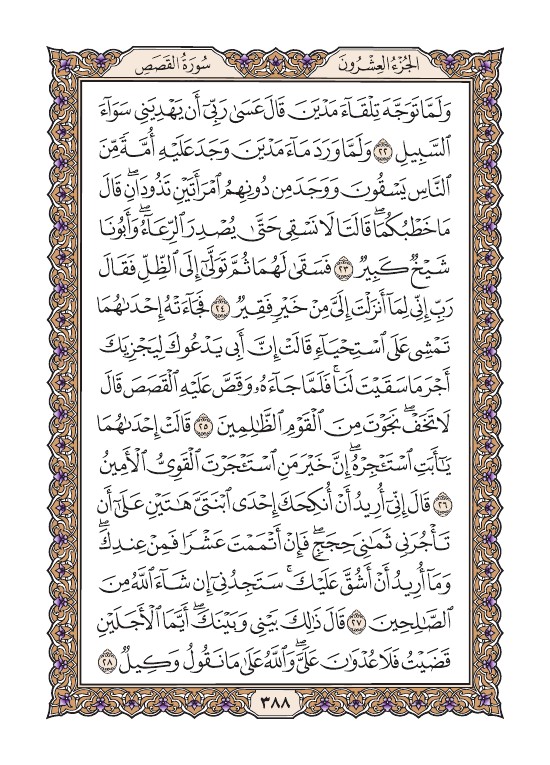 الجُزْءُ العِشْرُونَ
سُورَةُ القَصَصِ
وَلَمَّا تَوَجَّهَ تِلْقَآءَ مَدْيَنَ قَالَ عَسَىٰ رَبِّيٓ أَن يَهْدِيَنِي سَوَآءَ
ٱلسَّبِيلِ ٢٢ وَلَمَّا وَرَدَ مَآءَ مَدْيَنَ وَجَدَ عَلَيْهِ أُمَّةً مِّنَ
ٱلنَّاسِ يَسْقُونَ وَوَجَدَ مِن دُونِهِمُ ٱمْرَأَتَيْنِ تَذُودَانِۖ قَالَ
مَا خَطْبُكُمَاۖ قَالَتَا لَا نَسْقِي حَتَّىٰ يُصْدِرَ ٱلرِّعَآءُۖ وَأَبُونَا
شَيْخٌ كَبِيرٌ ٢٣ فَسَقَىٰ لَهُمَا ثُمَّ تَوَلَّىٰٓ إِلَى ٱلظِّلِّ فَقَالَ
رَبِّ إِنِّي لِمَآ أَنزَلْتَ إِلَيَّ مِنْ خَيْرٍ فَقِيرٌ ٢٤ فَجَآءَتْهُ إِحْدَىٰهُمَا
تَمْشِي عَلَى ٱسْتِحْيَآءٍ قَالَتْ إِنَّ أَبِي يَدْعُوكَ لِيَجْزِيَكَ
أَجْرَ مَا سَقَيْتَ لَنَاۚ فَلَمَّا جَآءَهُۥ وَقَصَّ عَلَيْهِ ٱلْقَصَصَ قَالَ
لَا تَخَفْۖ نَجَوْتَ مِنَ ٱلْقَوْمِ ٱلظَّٰلِمِينَ ٢٥ قَالَتْ إِحْدَىٰهُمَا
يَٰٓأَبَتِ ٱسْتَـْٔجِرْهُۖ إِنَّ خَيْرَ مَنِ ٱسْتَـْٔجَرْتَ ٱلْقَوِيُّ ٱلْأَمِينُ
٢٦ قَالَ إِنِّيٓ أُرِيدُ أَنْ أُنكِحَكَ إِحْدَى ٱبْنَتَيَّ هَٰتَيْنِ عَلَىٰٓ أَن
تَأْجُرَنِي ثَمَٰنِيَ حِجَجٍۖ فَإِنْ أَتْمَمْتَ عَشْرًا فَمِنْ عِندِكَۖ
وَمَآ أُرِيدُ أَنْ أَشُقَّ عَلَيْكَۚ سَتَجِدُنِيٓ إِن شَآءَ ٱللَّهُ مِنَ
ٱلصَّٰلِحِينَ ٢٧ قَالَ ذَٰلِكَ بَيْنِي وَبَيْنَكَۖ أَيَّمَا ٱلْأَجَلَيْنِ
قَضَيْتُ فَلَا عُدْوَٰنَ عَلَيَّۖ وَٱللَّهُ عَلَىٰ مَا نَقُولُ وَكِيلٌ ٢٨
٣٨٨